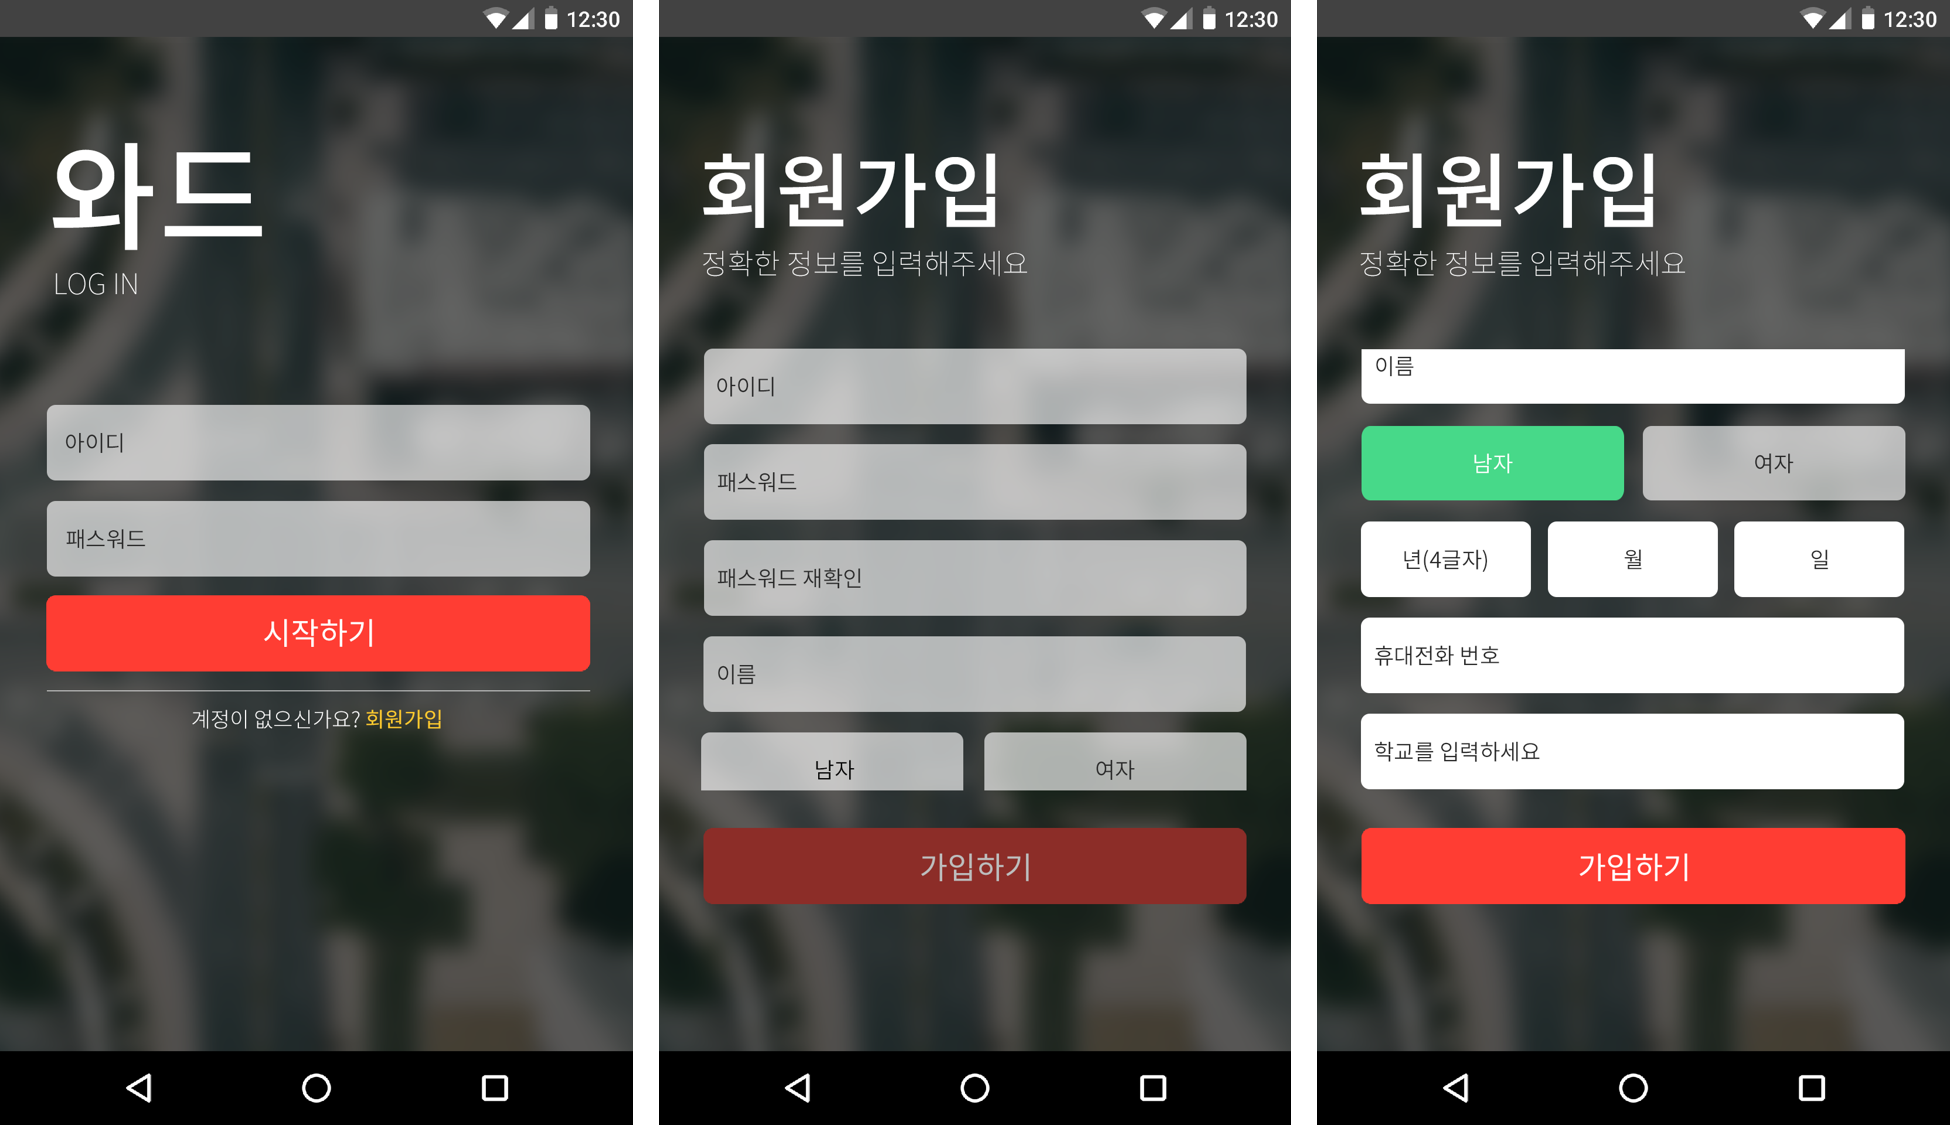 12:30
와드
LOG IN
아이디
패스워드
시작하기
계정이 없으신가요? 회원가입
12:30
회원가입
정확한 정보를 입력해주세요
아이디
패스워드
패스워드 재확인
이름
남자 여자
가입하기
12:30
회원가입
정확한 정보를 입력해주세요
이름
남자 여자
년(4글자) 월 일
휴대전화 번호
학교를 입력하세요
가입하기